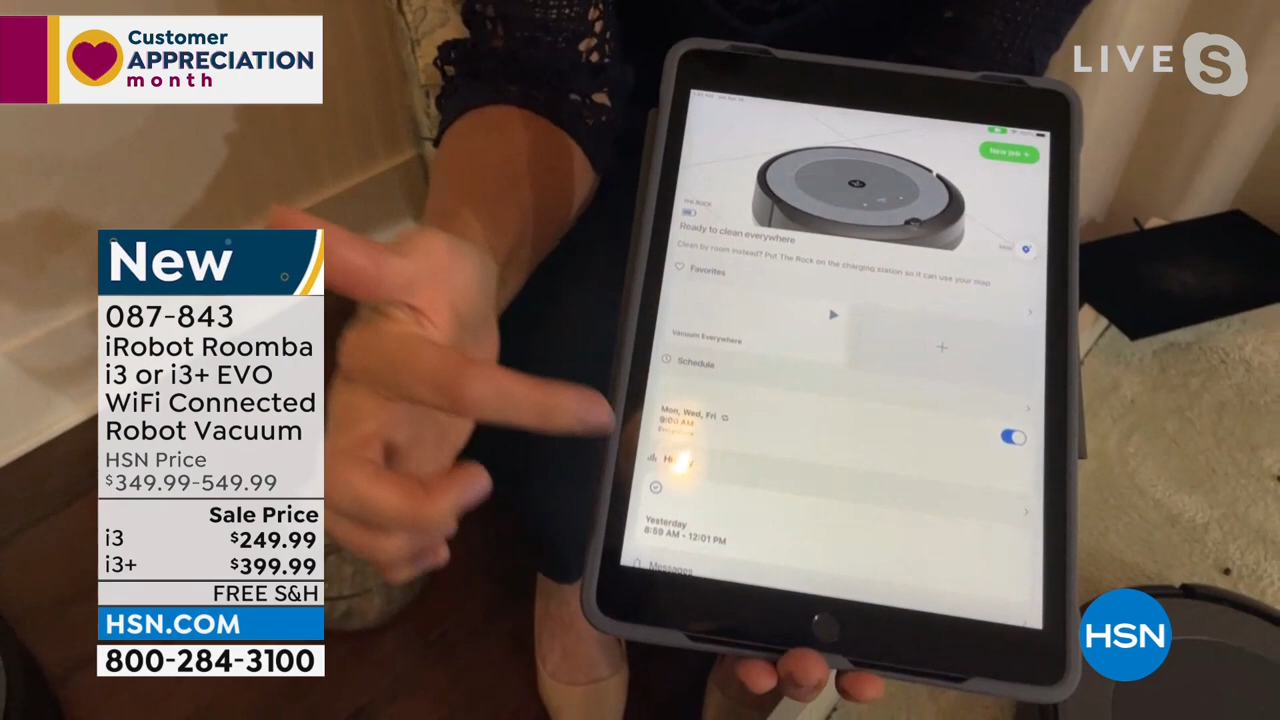 Customer
APPRECIATION
month
LIVE S
New
087-843
iRobot Roomba
i3 or i3+ EVO
WiFi Connected
Robot Vacuum
HSN Price
$349.99-549.99
Sale Price
i3 $249.99
i3+ $399.99
FREE S&H
HSN.COM
800-284-3100
New job +
THE ROCK
Ready to clean everywhere
Clean by room instead? Put The Rock on the charging station so it can use your map
Favorites
Vacuum Everywhere
Schedule
Mon, Wed, Fri
9:00 AM
Everywhere
Yesterday
8:59 AM - 12:01 PM
Messages
HSN